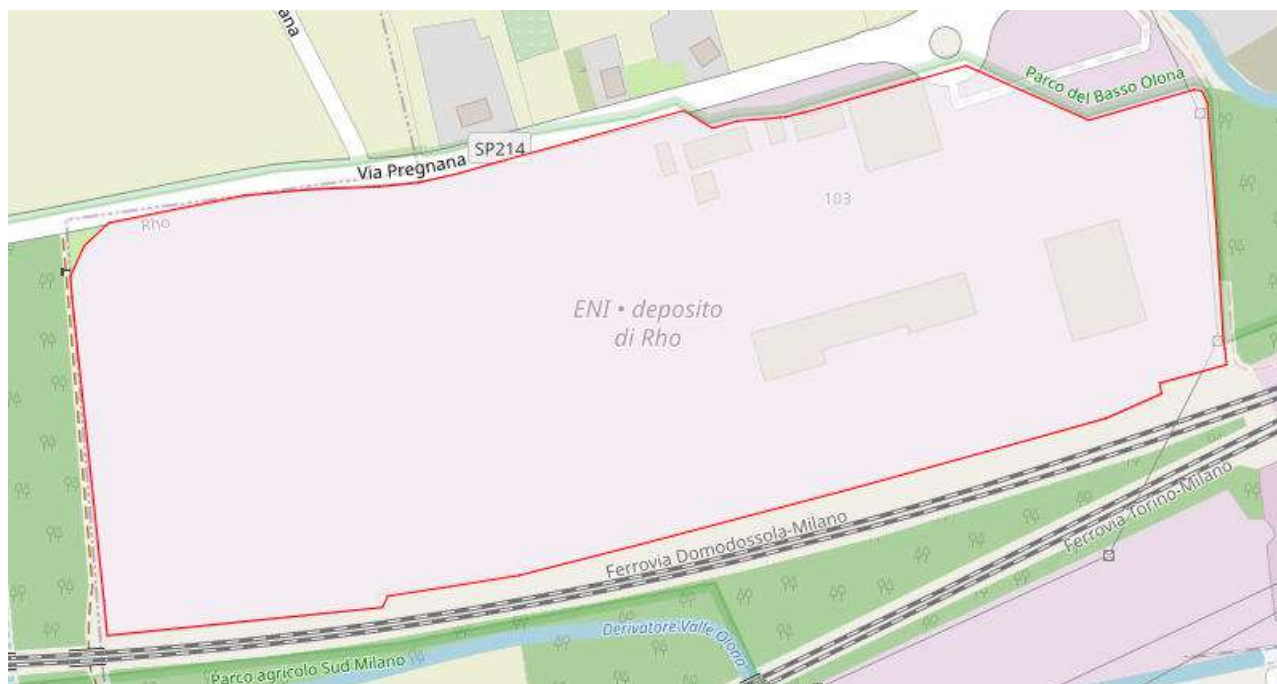 ana
Parco del Basso Olona
SP214
Via Pregnana
103
Rho
ENI • deposito
di Rho
Ferrovia Domodossola-Milano
Ferrovia Torino-Milano
Derivatore Valle Olona
Parco agricolo Sud Milano